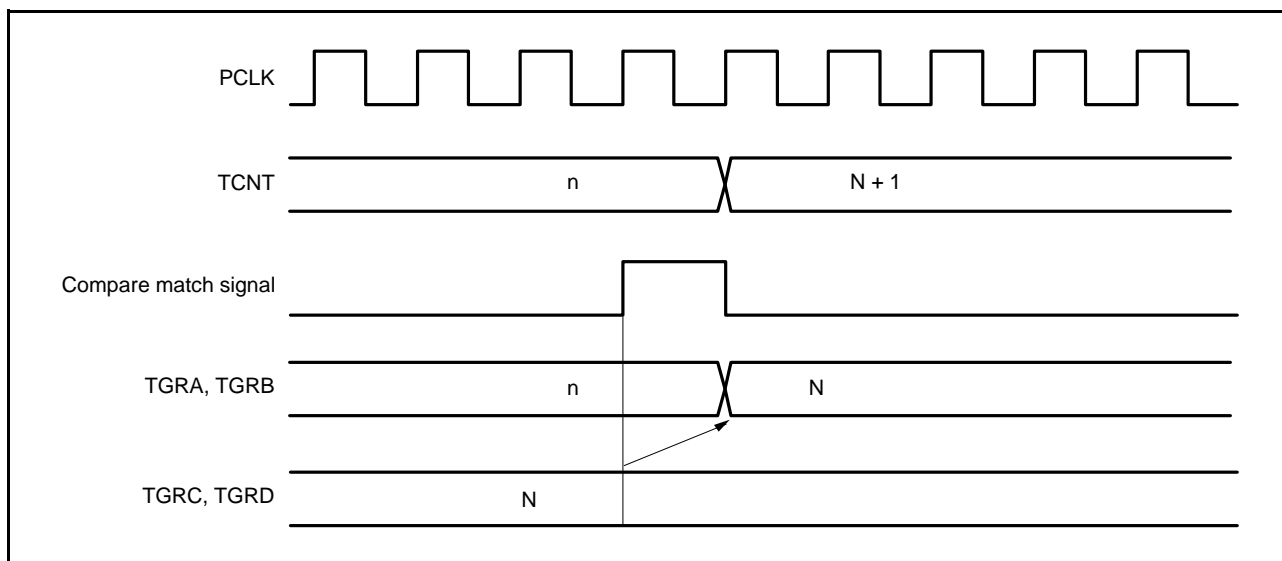 PCLK
TCNT
n
N + 1
Compare match signal
TGRA, TGRB
n
N
TGRC, TGRD
N